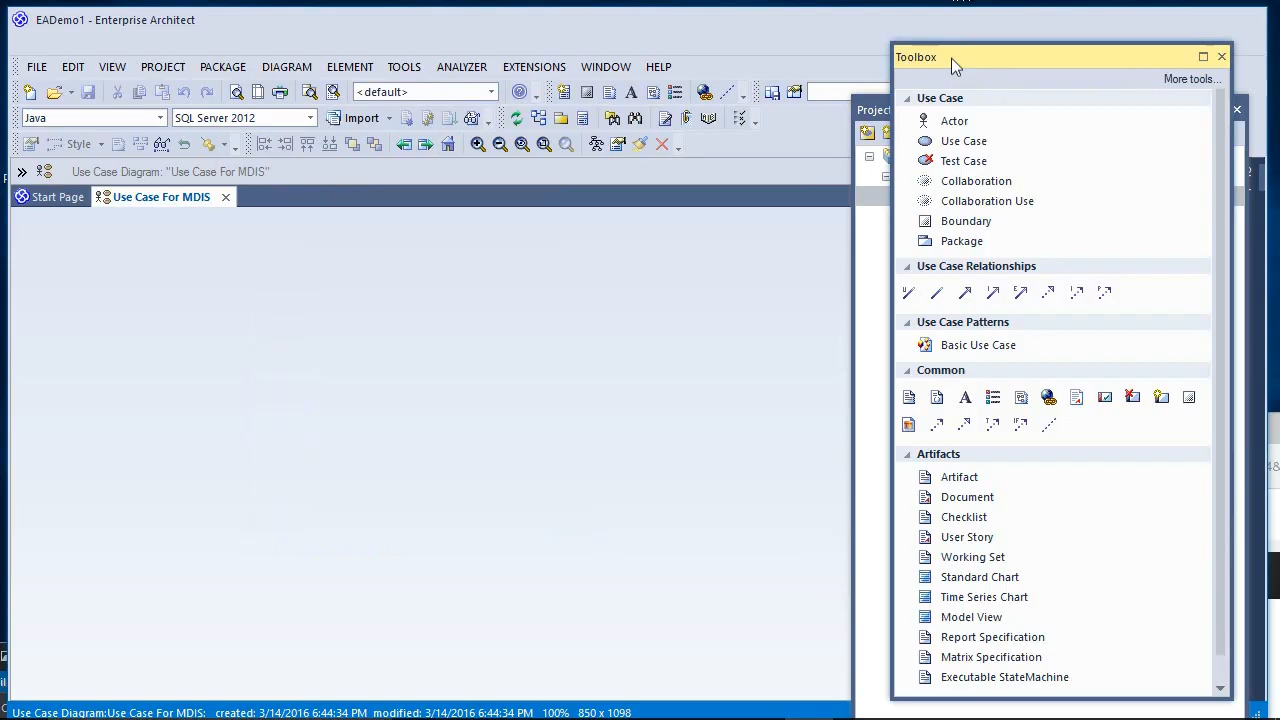 EADemo1 - Enterprise Architect
FILE EDIT VIEW PROJECT AGE DIAGRAM ELEMENT TOOLS ANALYZER ENSIONS WINDOW HELP
<default>
Java SQL Server 2012 Import
Style
Use Case Diagram: "Use Case For MDIS"
Start Page Use Case For MDIS
Projec
Toolbox
More tools...
Use Case
Actor
Use Case
Test Case
Collaboration
Collaboration Use
Boundary
Package
Use Case Relationships
Use Case Patterns
Basic Use Case
Common
Artifacts
Artifact
Document
Checklist
User Story
Working Set
Standard Chart
Time Series Chart
Model View
Report Specification
Matrix Specification
Executable StateMachine
Use Case Diagram:Use Case For MDIS: created: 3/14/2016 6:44:34 PM modified: 3/14/2016 6:44:34 PM 100% 850 x 1098